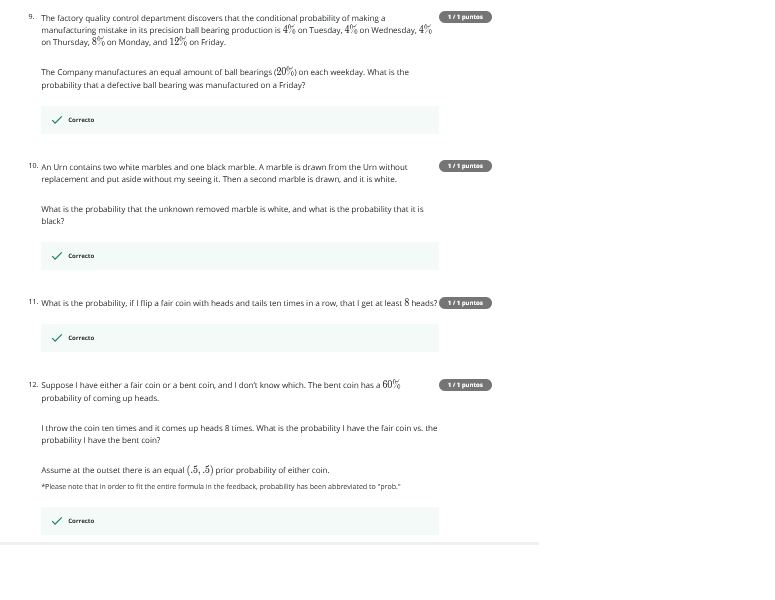 9. The factory quality control department discovers that the conditional probability of making a
1 / 1 puntos
manufacturing mistake in its precision ball bearing production is 4% on Tuesday, 4% on Wednesday, 4%
on Thursday, 8% on Monday, and 12% on Friday.
The Company manufactures an equal amount of ball bearings (20%) on each weekday. What is the
probability that a defective ball bearing was manufactured on a Friday?
Correcto
10. An Urn contains two white marbles and one black marble. A marble is drawn from the Urn without
1 / 1 puntos
replacement and put aside without my seeing it. Then a second marble is drawn, and it is white.
What is the probability that the unknown removed marble is white, and what is the probability that it is
black?
Correcto
11. What is the probability, if I flip a fair coin with heads and tails ten times in a row, that I get at least 8 heads?
1 / 1 puntos
Correcto
12. Suppose I have either a fair coin or a bent coin, and I don't know which. The bent coin has a 60%
1 / 1 puntos
probability of coming up heads.
I throw the coin ten times and it comes up heads 8 times. What is the probability I have the fair coin vs. the
probability I have the bent coin?
Assume at the outset there is an equal (.5, .5) prior probability of either coin.
*Please note that in order to fit the entire formula in the feedback, probability has been abbreviated to "prob."
Correcto